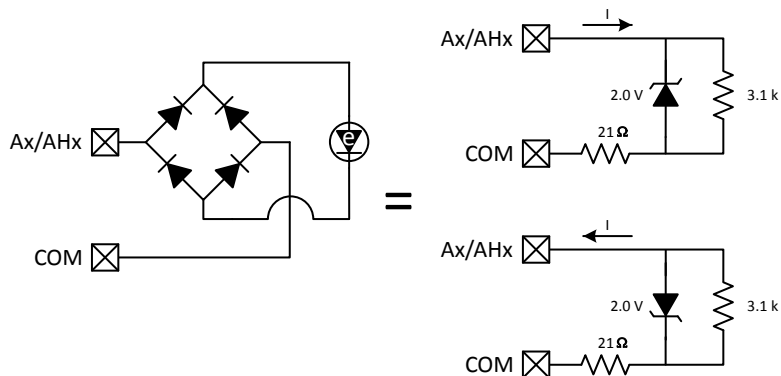 I
Ax/AHx
2.0 V
3.1 k
21 Ω
COM
Ax/AHx
e
COM
=
I
Ax/AHx
2.0 V
3.1 k
21 Ω
COM